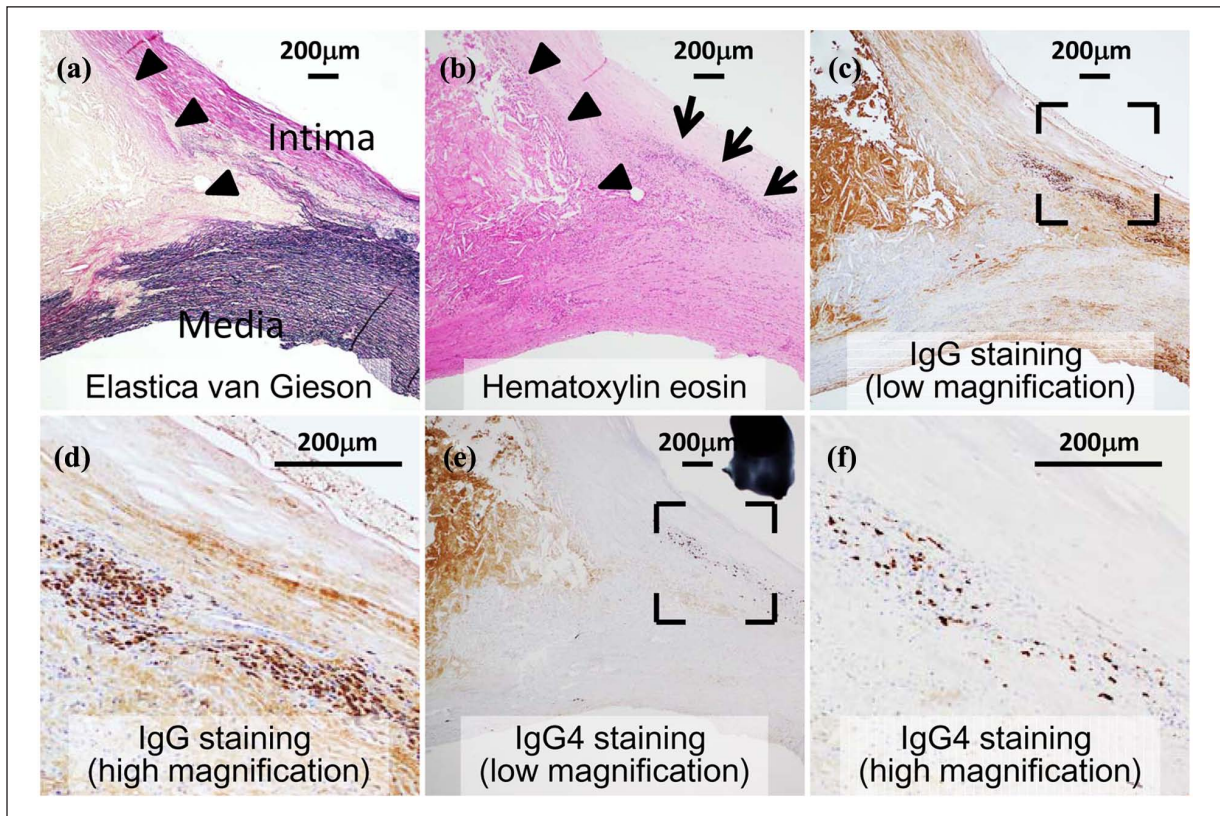 (a)
200μm
Intima
Media
Elastica van Gieson
(b)
200μm
Hematoxylin eosin
(c)
200μm
IgG staining
(low magnification)
(d)
200μm
IgG staining
(high magnification)
(e)
200μm
IgG4 staining
(low magnification)
(f)
200μm
IgG4 staining
(high magnification)